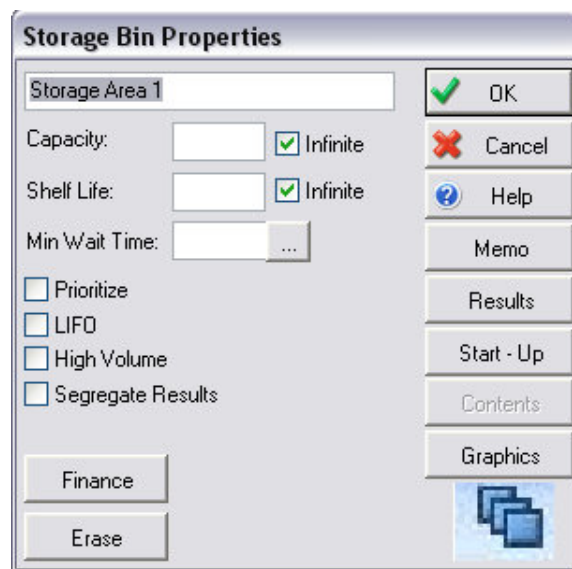 Storage Bin Properties
Storage Area 1
OK
Capacity:
Infinite
Cancel
Shelf Life:
Infinite
Help
Min Wait Time:
...
Memo
Prioritize
Results
LIFO
High Volume
Start - Up
Segregate Results
Contents
Graphics
Finance
Erase